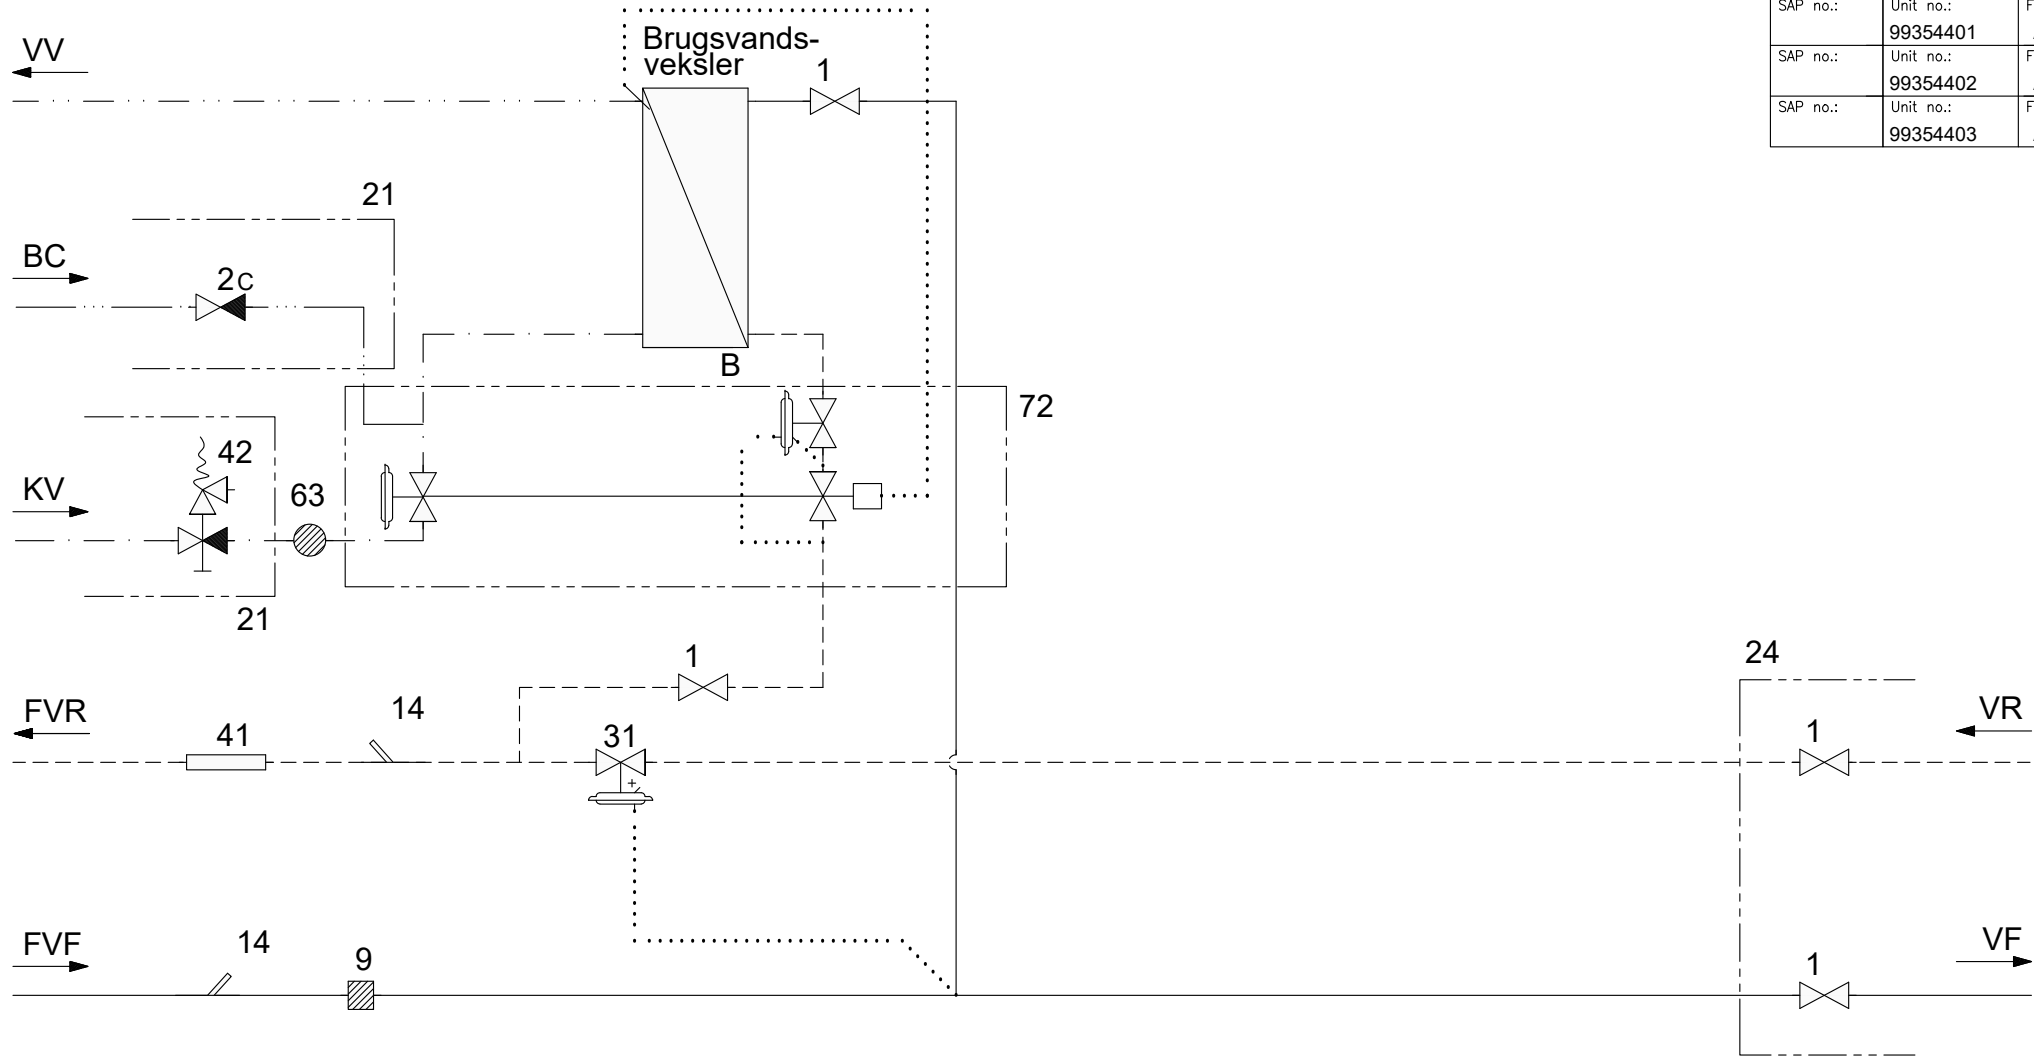 SAP no.: Unit no.: F
99354401
SAP no.: Unit no.: F
99354402
SAP no.: Unit no.: F
99354403
VV
Brugsvands-
veksler
1
21
BC
2C
B
72
42
KV
63
21
1
24
FVR
14
VR
41
31
1
+
FVF
14
VF
9
1